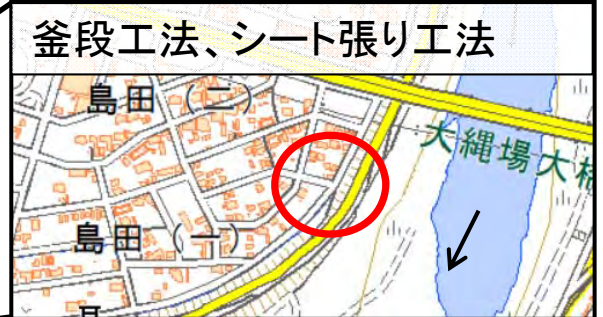 釜段工法、シート張り工法
島田（二）
大縄場大橋
島田（一）